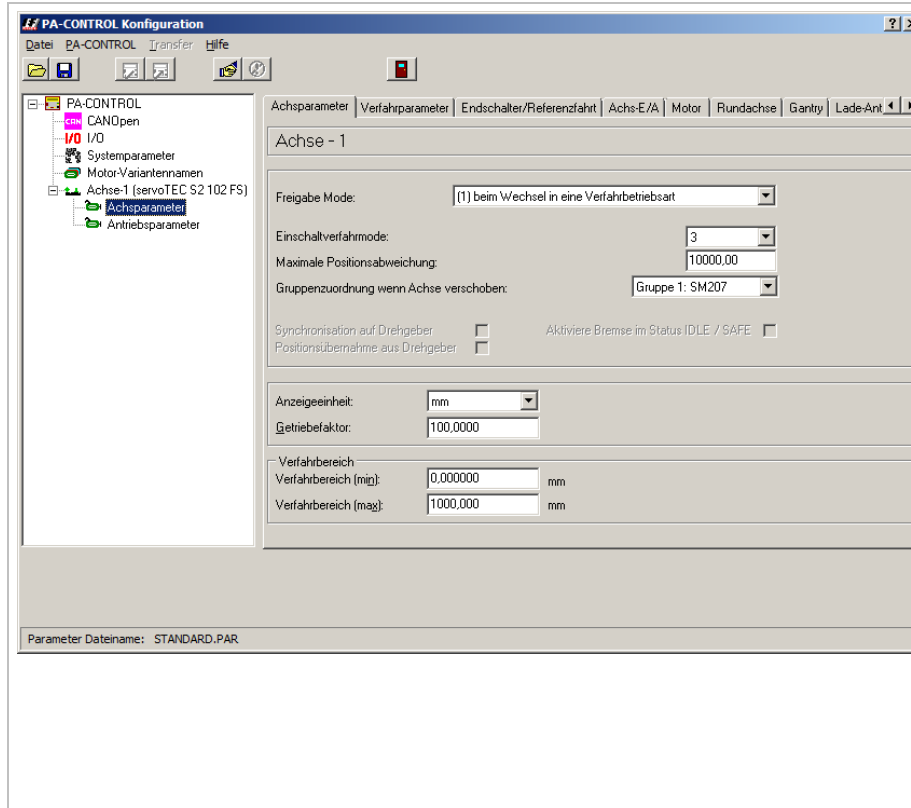 PA-CONTROL Konfiguration
Datei PA-CONTROL Transfer Hilfe
PA-CONTROL
CAN CANOpen
I/O I/O
Systemparameter
Motor-Variantennamen
Achse-1 (servoTEC S2 102 FS)
Achsparameter
Antriebsparameter
Achsparameter Verfahrparameter Endschalter/Referenzfahrt Achs-E/A Motor Rundachse Gantry Lade-Ant
Achse - 1
Freigabe Mode: (1) beim Wechsel in eine Verfahrbetriebsart
Einschaltverfahrmode: 3
Maximale Positionsabweichung: 10000,00
Gruppenzuordnung wenn Achse verschoben: Gruppe 1: SM207
Synchronisation auf Drehgeber Aktiviere Bremse im Status IDLE / SAFE
Positionsübernahme aus Drehgeber
Anzeigeeinheit: mm
Getriebefaktor: 100,0000
Verfahrbereich
Verfahrbereich (min): 0,000000 mm
Verfahrbereich (max): 1000,000 mm
Parameter Dateiname: STANDARD.PAR